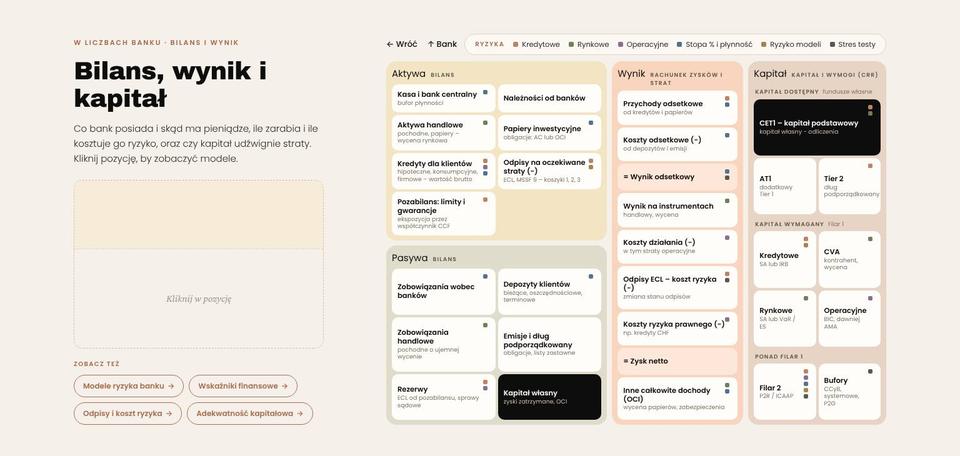 W LICZBACH BANKU · BILANS I WYNIK
Bilans, wynik i
kapitał
Co bank posiada i skąd ma pieniądze, ile zarabia i ile
kosztuje go ryzyko, oraz czy kapitał udźwignie straty.
Kliknij pozycję, by zobaczyć modele.
Kliknij w pozycję
ZOBACZ TEŻ
Modele ryzyka banku →
Wskaźniki finansowe →
Odpisy i koszt ryzyka →
Adekwatność kapitałowa →
← Wróć
↑ Bank
RYZYKA
Kredytowe
Rynkowe
Operacyjne
Stopa % i płynność
Ryzyko modeli
Stres testy
Aktywa BILANS
Kasa i bank centralny
bufor płynności
Należności od banków
Aktywa handlowe
pochodne, papiery –
wycena rynkowa
Papiery inwestycyjne
obligacje: AC lub OCI
Kredyty dla klientów
hipoteczne, konsumpcyjne,
firmowe – wartość brutto
Odpisy na oczekiwane
straty (–)
ECL, MSSF 9 – koszyki 1, 2, 3
Pozabilans: limity i
gwarancje
ekspozycja przez
współczynnik CCF
Pasywa BILANS
Zobowiązania wobec
banków
Depozyty klientów
bieżące, oszczędnościowe,
terminowe
Zobowiązania
handlowe
pochodne o ujemnej
wycenie
Emisje i dług
podporządkowany
obligacje, listy zastawne
Rezerwy
ECL od pozabilansu, sprawy
sądowe
Kapitał własny
zyski zatrzymane, OCI
Wynik RACHUNEK ZYSKÓW I
STRAT
Przychody odsetkowe
od kredytów i papierów
Koszty odsetkowe (–)
od depozytów i emisji
= Wynik odsetkowy
Wynik na instrumentach
handlowy, wycena
Koszty działania (–)
w tym straty operacyjne
Odpisy ECL – koszt ryzyka
(–)
zmiana stanu odpisów
Koszty ryzyka prawnego (–)
np. kredyty CHF
= Zysk netto
Inne całkowite dochody
(OCI)
wycena papierów, zabezpieczenia
Kapitał KAPITAŁ I WYMOGI (CRR)
KAPITAŁ DOSTĘPNY fundusze własne
CET1 – kapitał podstawowy
kapitał własny - odliczenia
AT1
dodatkowy
Tier 1
Tier 2
dług
podporządkowany
KAPITAŁ WYMAGANY Filar 1
Kredytowe
SA lub IRB
CVA
kontrahent,
wycena
Rynkowe
SA lub VaR /
ES
Operacyjne
BIC, dawniej
AMA
PONAD FILAR 1
Filar 2
P2R / ICAAP
Bufory
CCyB,
systemowe,
P2G